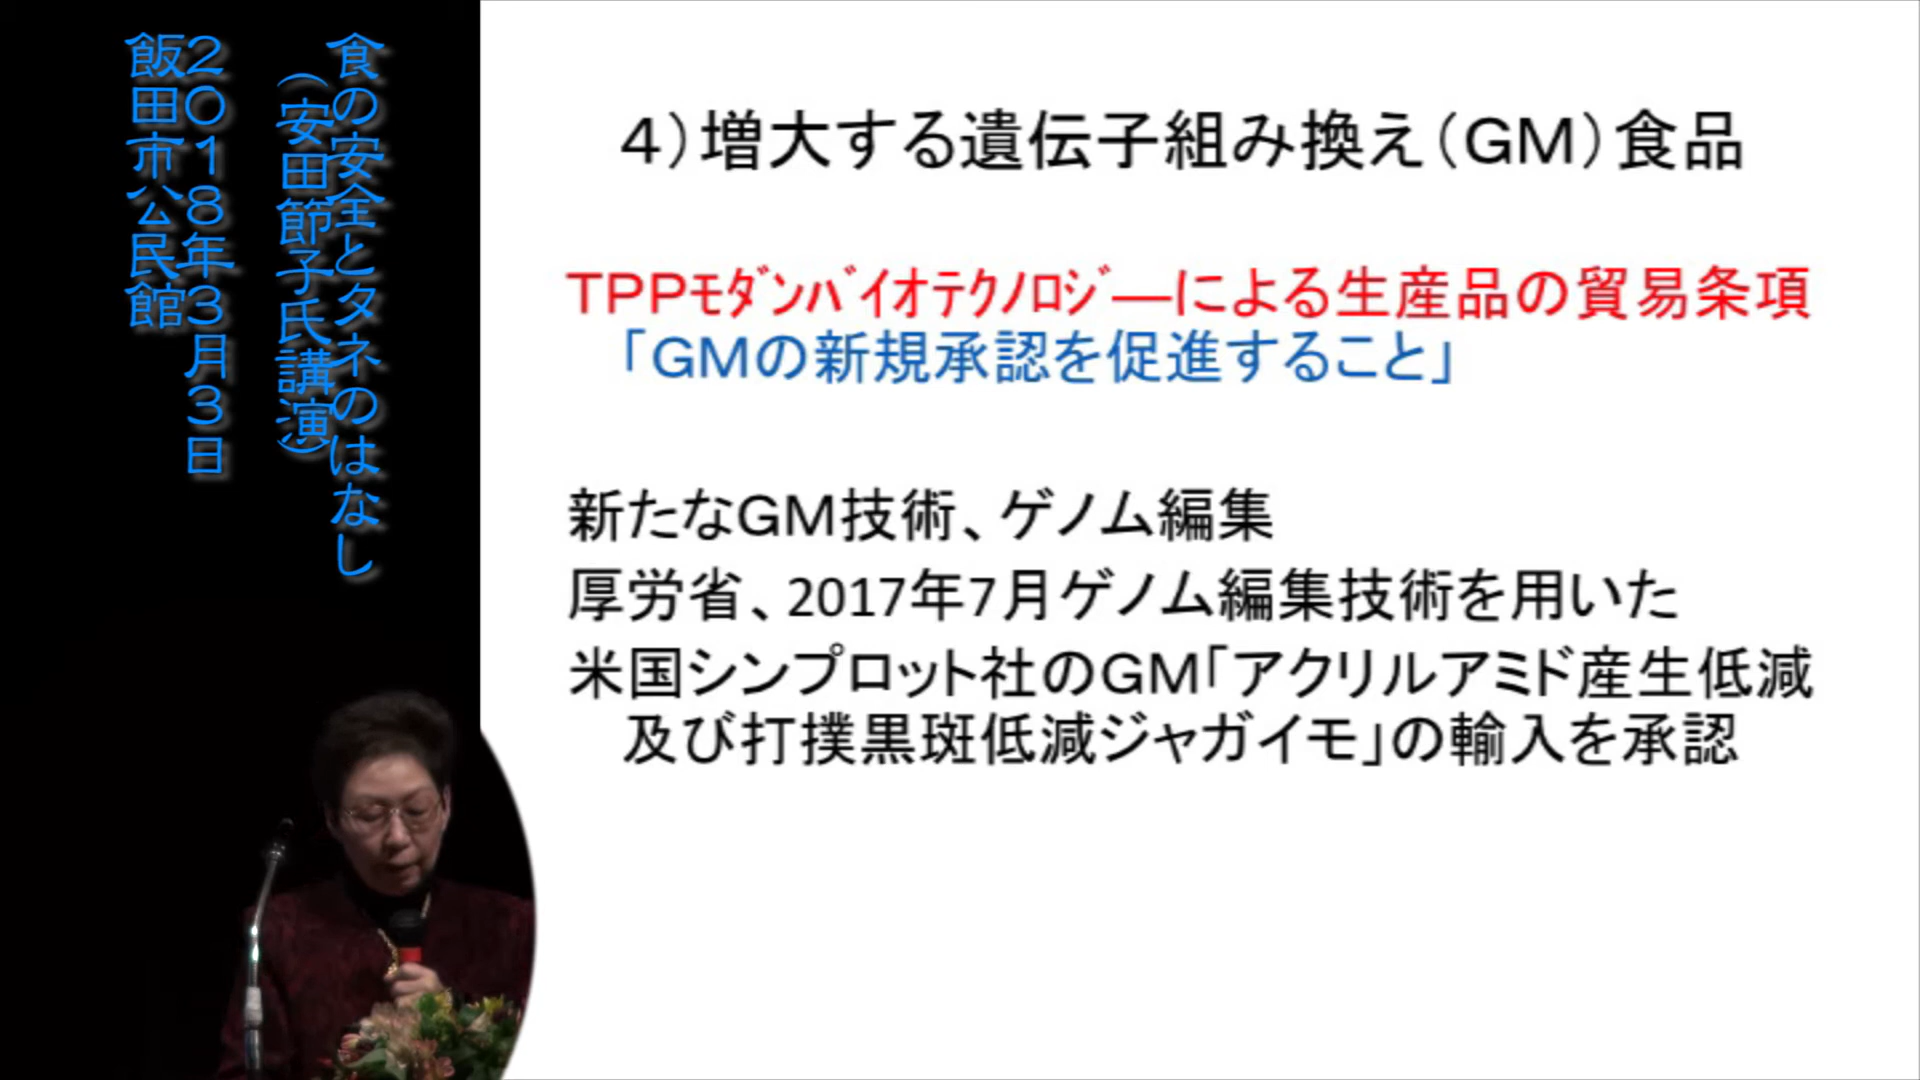 食の安全とタネのはなし
（安田節子氏講演）
２０１８年３月３日
飯田市公民館
４）増大する遺伝子組み換え（GM）食品
ＴＰＰﾓﾀﾞﾝﾊﾞｲｵﾃｸﾉﾛｼﾞ―による生産品の貿易条項
「GMの新規承認を促進すること」
新たなGM技術、ゲノム編集
厚労省、2017年7月ゲノム編集技術を用いた
米国シンプロット社のGM「アクリルアミド産生低減
及び打撲黒斑低減ジャガイモ」の輸入を承認